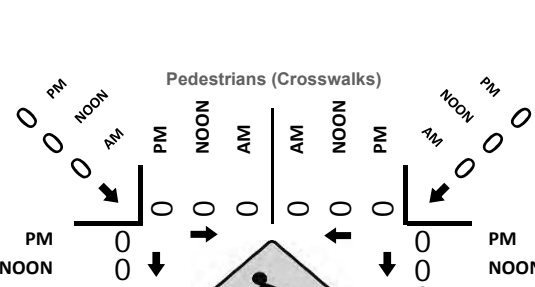 Pedestrians (Crosswalks)
PM NOON AM
0 0 0
PM NOON AM AM NOON PM
0 0 0 0 0 0
PM NOON AM
0 0 0
PM 0 0 PM
NOON 0 0 NOON